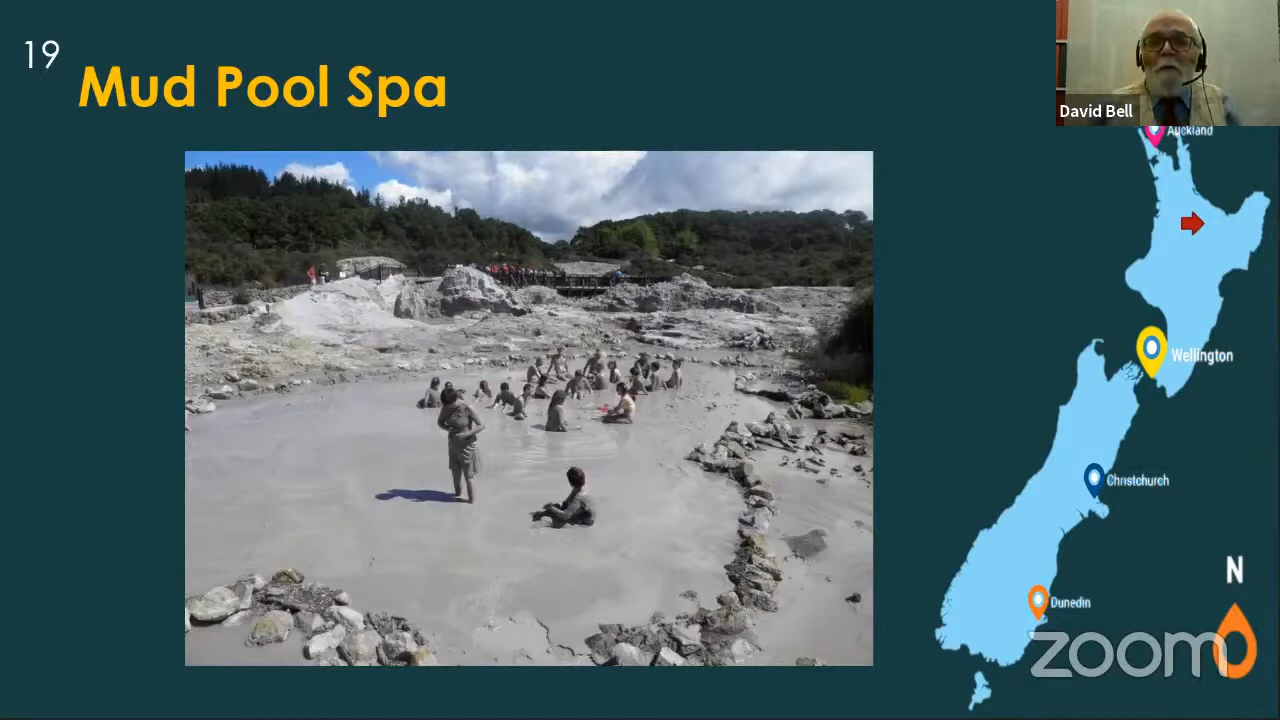 19
Mud Pool Spa
David Bell
Auckland
Wellington
Christchurch
N
Dunedin
zoom